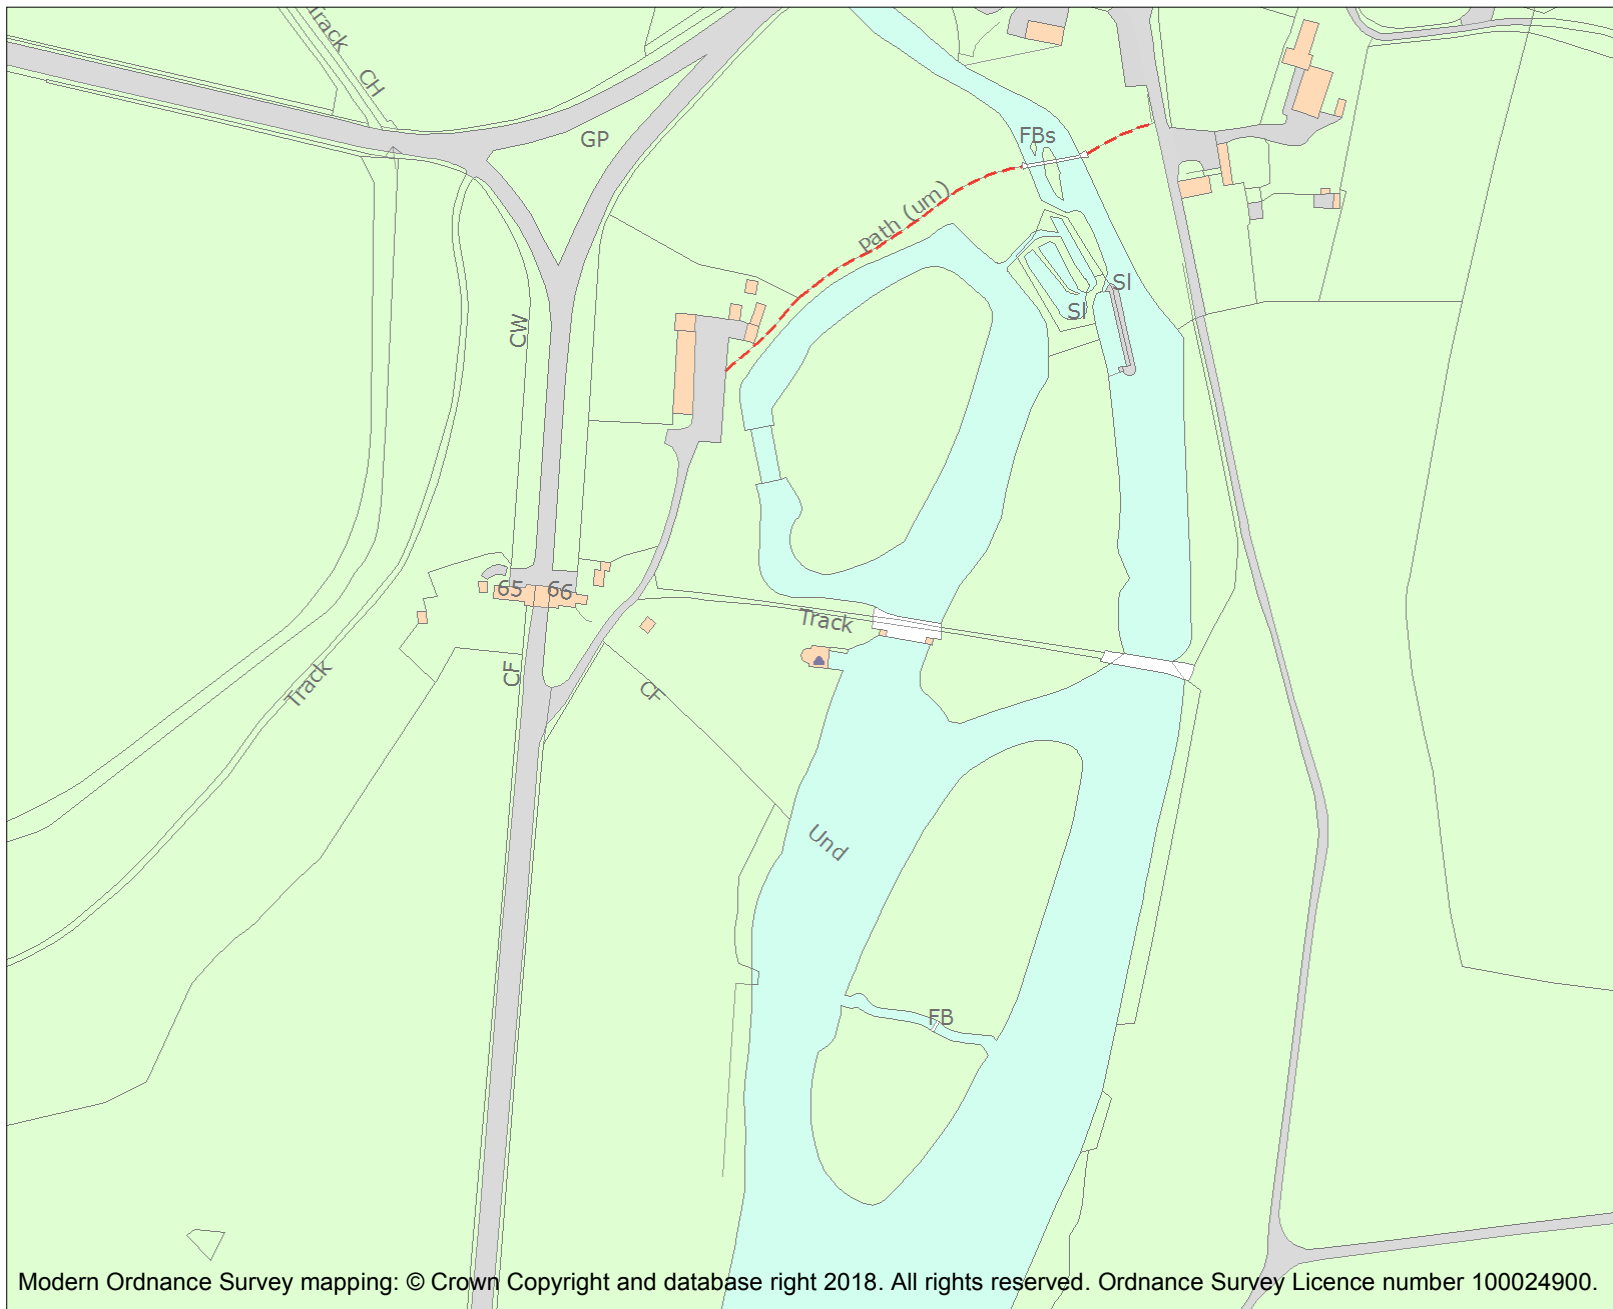 Track
CH
GP
FBs
Path (um)
Sl
Sl
CW
65
66
Track
CF
CF
Track
Und
FB
Modern Ordnance Survey mapping: © Crown Copyright and database right 2018. All rights reserved. Ordnance Survey Licence number 100024900.